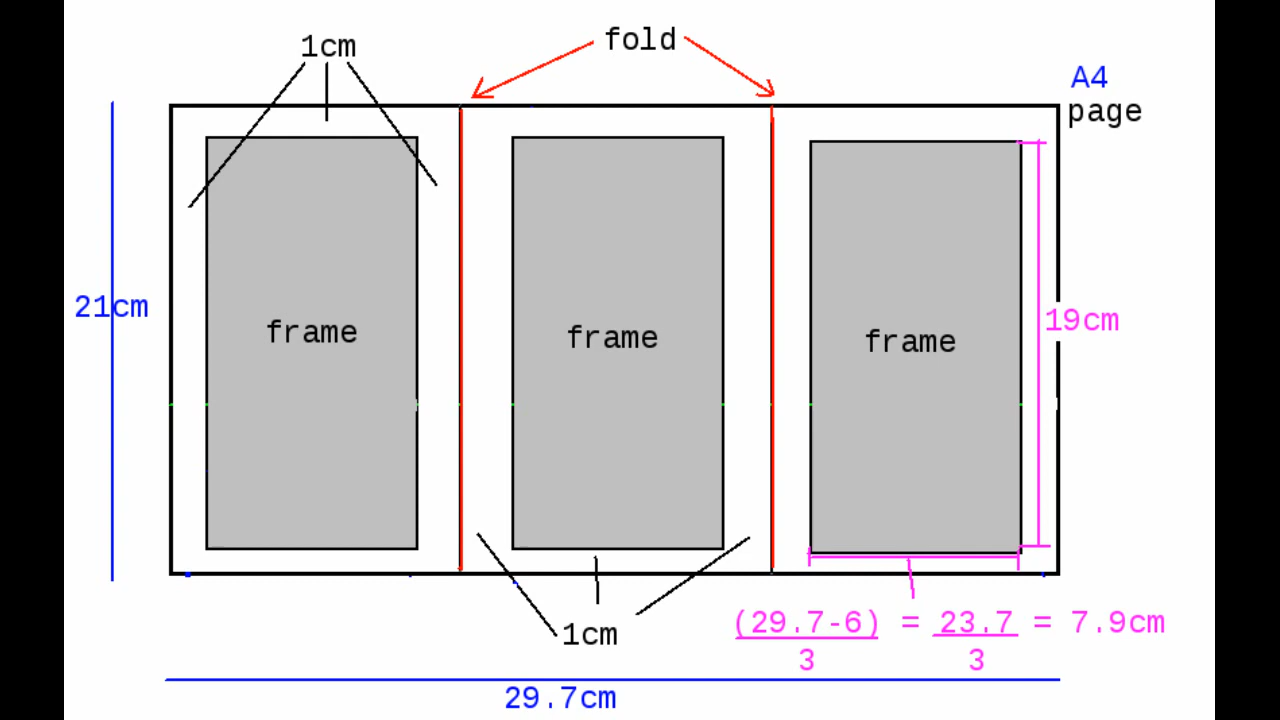 1cm
fold
A4
page
21cm
frame
frame
frame
19cm
1cm
(29.7-6) = 23.7 = 7.9cm
3 3
29.7cm